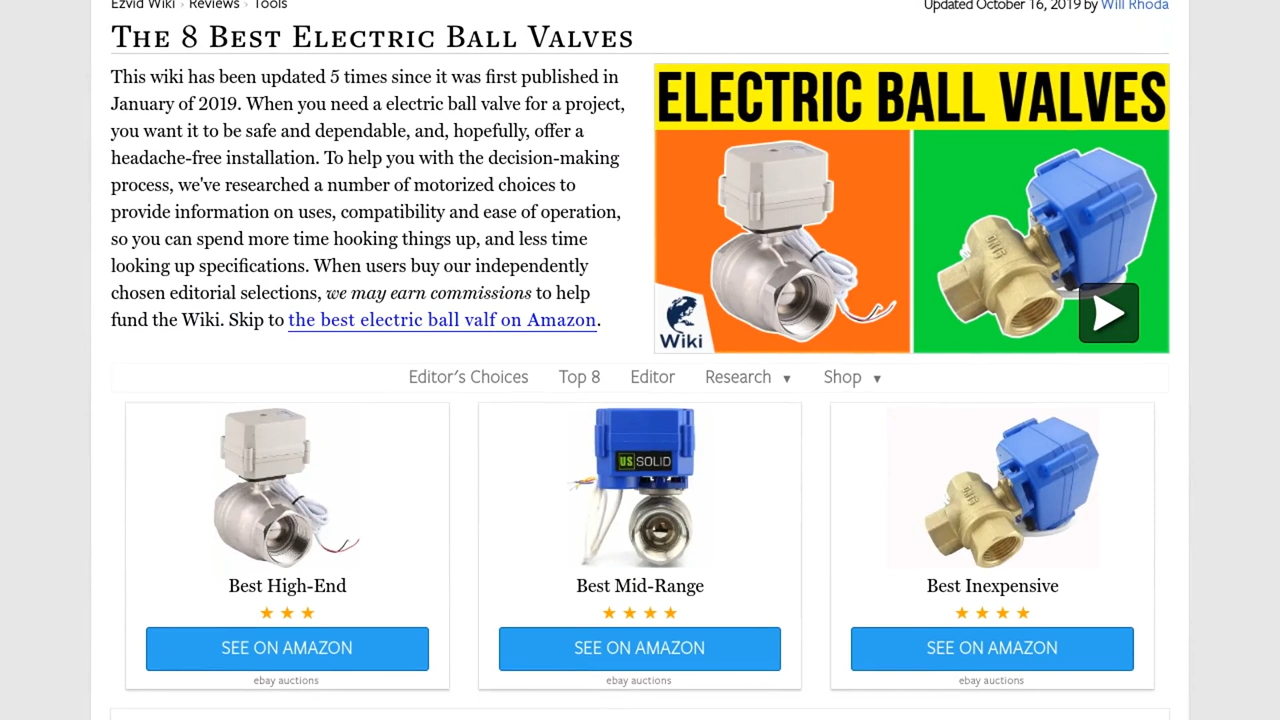 Ezvid Wiki › Reviews › Tools
Updated October 16, 2019 by Will Rhoda
The 8 Best Electric Ball Valves
This wiki has been updated 5 times since it was first published in
January of 2019. When you need a electric ball valve for a project,
you want it to be safe and dependable, and, hopefully, offer a
headache-free installation. To help you with the decision-making
process, we've researched a number of motorized choices to
provide information on uses, compatibility and ease of operation,
so you can spend more time hooking things up, and less time
looking up specifications. When users buy our independently
chosen editorial selections, we may earn commissions to help
fund the Wiki. Skip to the best electric ball valf on Amazon.
ELECTRIC BALL VALVES
Wiki
Editor's Choices Top 8 Editor Research ▾ Shop ▾
US SOLID
Best High-End
★ ★ ★
SEE ON AMAZON
ebay auctions
Best Mid-Range
★ ★ ★ ★
SEE ON AMAZON
ebay auctions
Best Inexpensive
★ ★ ★ ★
SEE ON AMAZON
ebay auctions